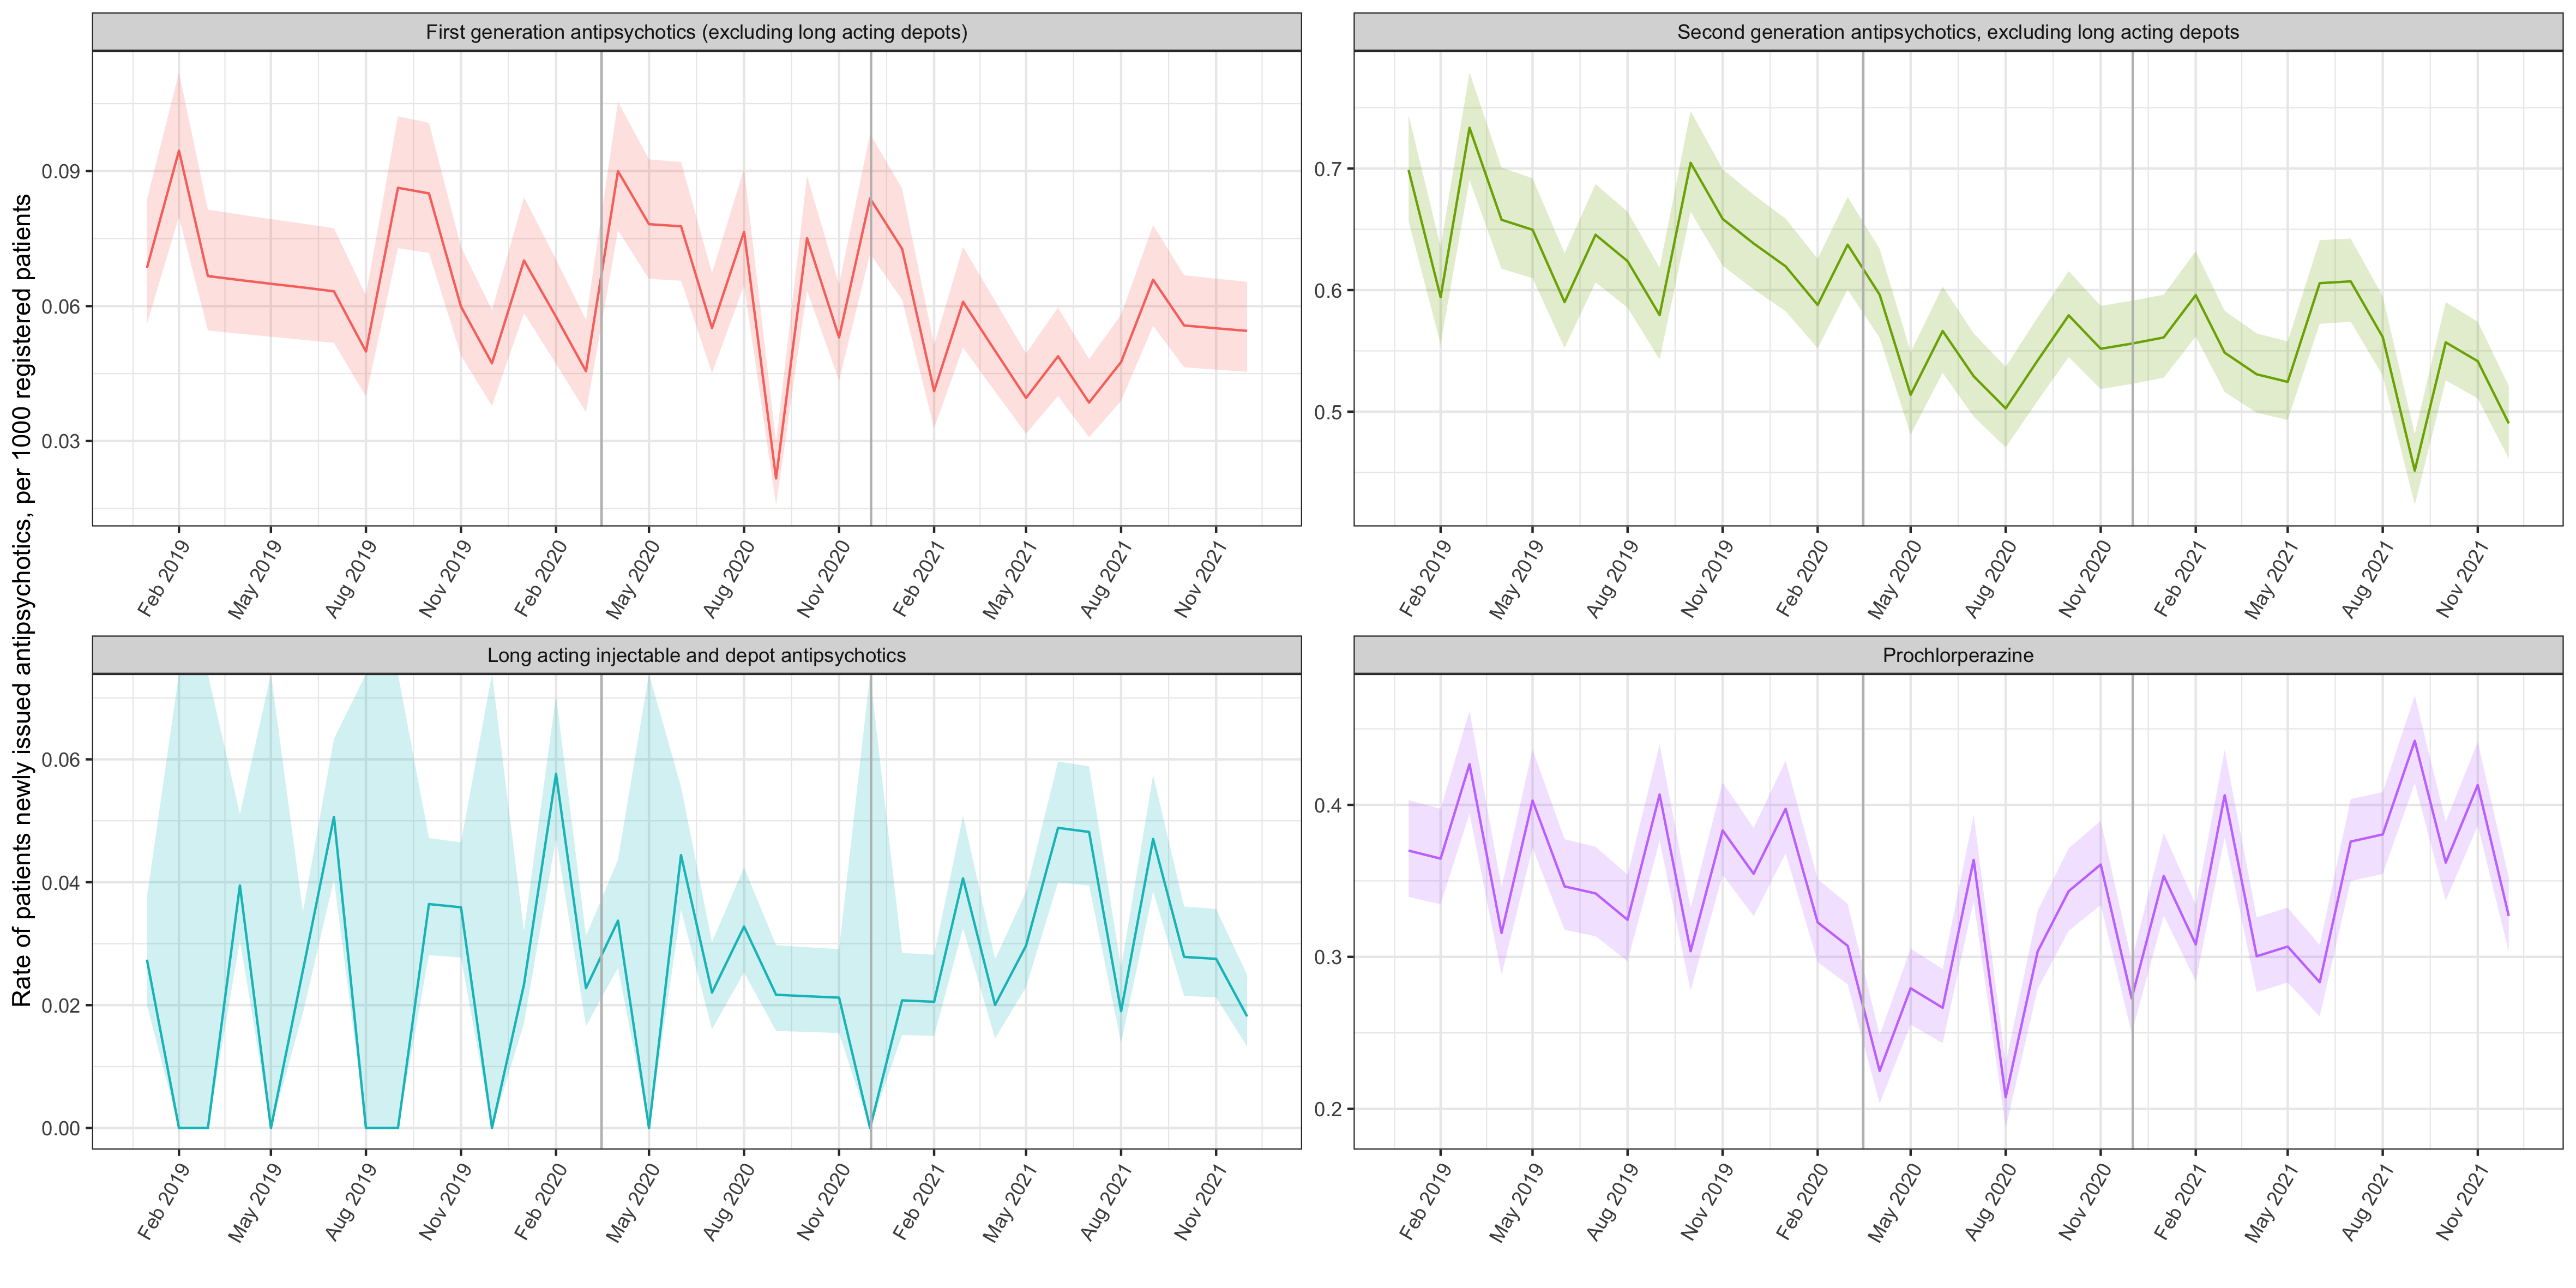 Rate of patients newly issued antipsychotics, per 1000 registered patients
First generation antipsychotics (excluding long acting depots)
0.09
0.06
0.03
Feb 2019 May 2019 Aug 2019 Nov 2019 Feb 2020 May 2020 Aug 2020 Nov 2020 Feb 2021 May 2021 Aug 2021 Nov 2021
Second generation antipsychotics, excluding long acting depots
0.7
0.6
0.5
Feb 2019 May 2019 Aug 2019 Nov 2019 Feb 2020 May 2020 Aug 2020 Nov 2020 Feb 2021 May 2021 Aug 2021 Nov 2021
Long acting injectable and depot antipsychotics
0.06
0.04
0.02
0.00
Feb 2019 May 2019 Aug 2019 Nov 2019 Feb 2020 May 2020 Aug 2020 Nov 2020 Feb 2021 May 2021 Aug 2021 Nov 2021
Prochlorperazine
0.4
0.3
0.2
Feb 2019 May 2019 Aug 2019 Nov 2019 Feb 2020 May 2020 Aug 2020 Nov 2020 Feb 2021 May 2021 Aug 2021 Nov 2021